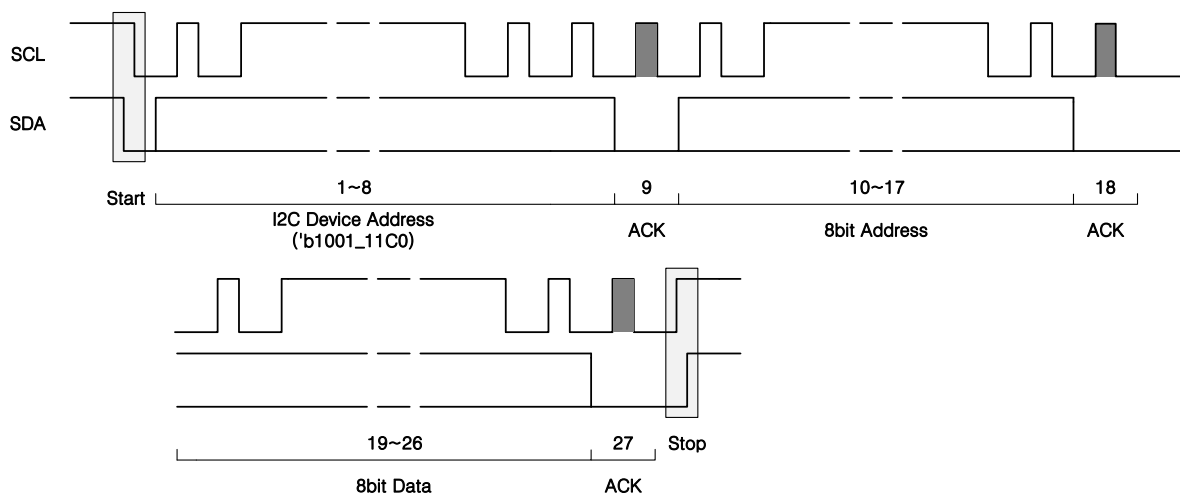 SCL
SDA
Start
1~8
9
10~17
18
I2C Device Address
('b1001_11C0)
ACK
8bit Address
ACK
19~26
27
Stop
8bit Data
ACK